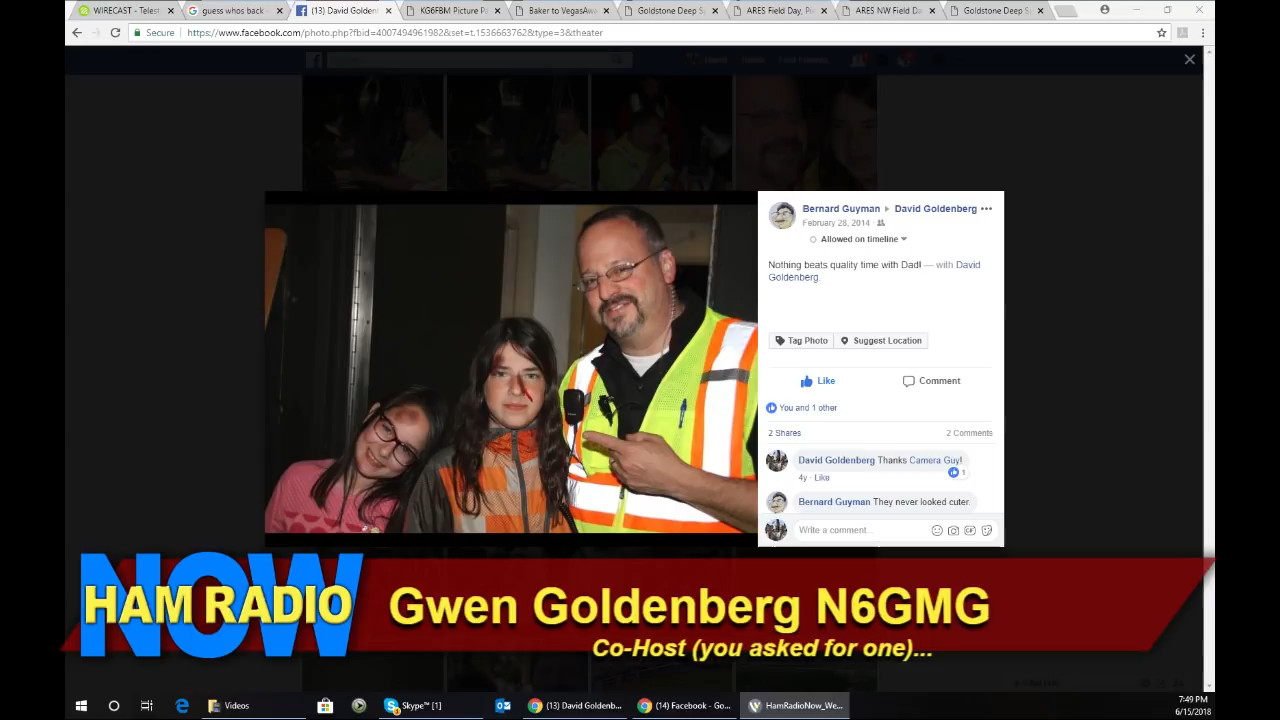 WIRECAST - Telest
guess whos back -
(13) David Golden
KG6FBM Picture P
Baker to VegasAw
Goldstone Deep S
ARES Field Day, Pi
ARES NW Field Da
Goldstone Deep S
Secure
https://www.facebook.com/photo.php?fbid=4007494961982&set=t.1536663762&type=3&theater
Bernard Guyman ▸ David Goldenberg
February 28, 2014 ·
Allowed on timeline
Nothing beats quality time with Dad! — with David
Goldenberg.
Tag Photo
Suggest Location
Like
Comment
You and 1 other
2 Shares
2 Comments
David Goldenberg Thanks Camera Guy!
1
4y · Like
Bernard Guyman They never looked cuter.
Write a comment...
GIF
NOW
HAM RADIO
Gwen Goldenberg N6GMG
Co-Host (you asked for one)...
Videos
Skype™ [1]
(13) David Goldenb...
(14) Facebook - Go...
HamRadioNow_We...
7:49 PM
6/15/2018